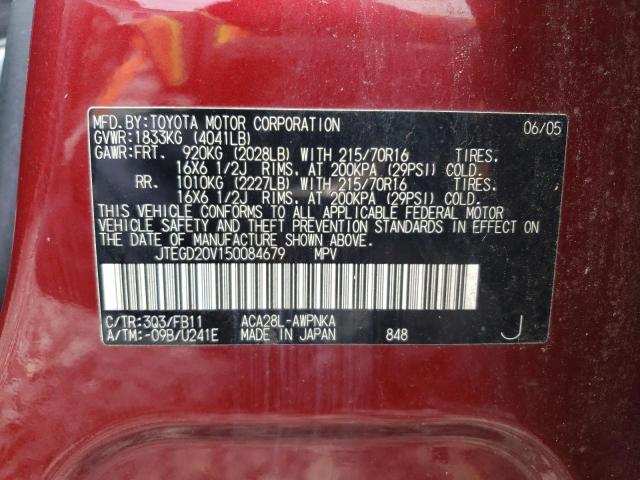 MFD.BY:TOYOTA MOTOR CORPORATION 06/05
GVWR:1833KG (4041LB)
GAWR:FRT. 920KG (2028LB) WITH 215/70R16 TIRES.
16X6 1/2J RIMS. AT 200KPA (29PSI) COLD.
RR. 1010KG (2227LB) WITH 215/70R16 TIRES.
16X6 1/2J RIMS. AT 200KPA (29PSI) COLD.
THIS VEHICLE CONFORMS TO ALL APPLICABLE FEDERAL MOTOR
VEHICLE SAFETY AND THEFT PREVENTION STANDARDS IN EFFECT ON
THE DATE OF MANUFACTURE SHOWN ABOVE.
JTEGD20V150084679 MPV
C/TR:3Q3/FB11 ACA28L-AWPNKA
A/TM:-09B/U241E MADE IN JAPAN 848 J